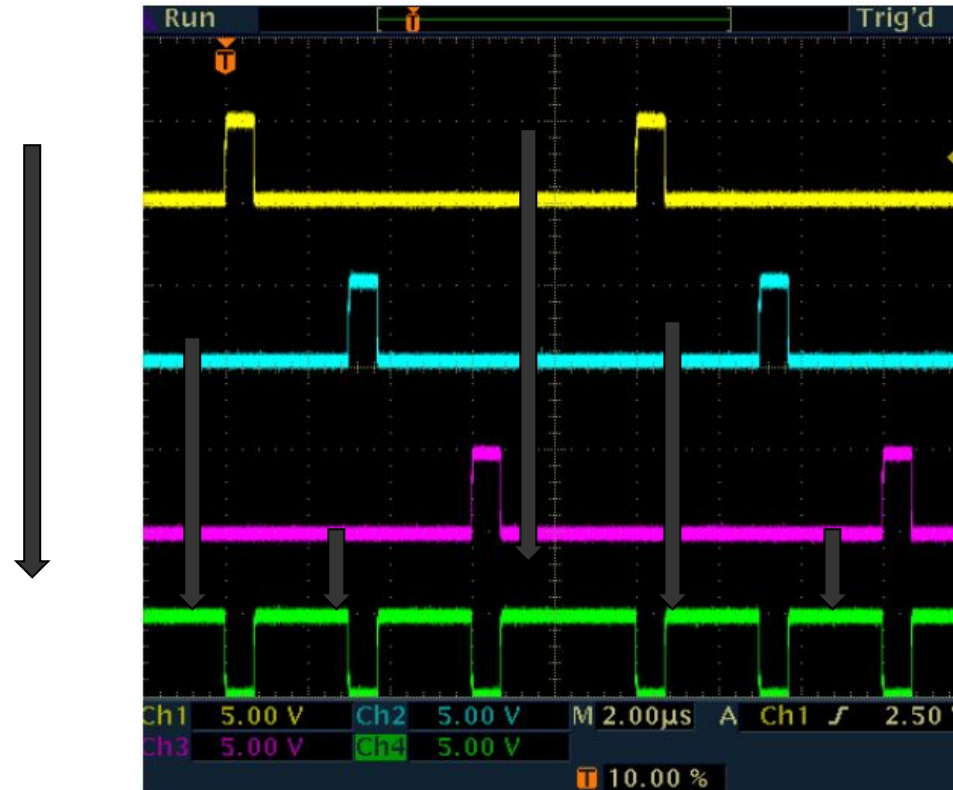 Run Trig'd
T
T
Ch1 5.00 V Ch2 5.00 V M 2.00µs A Ch1 2.50
Ch3 5.00 V Ch4 5.00 V
T 10.00 %